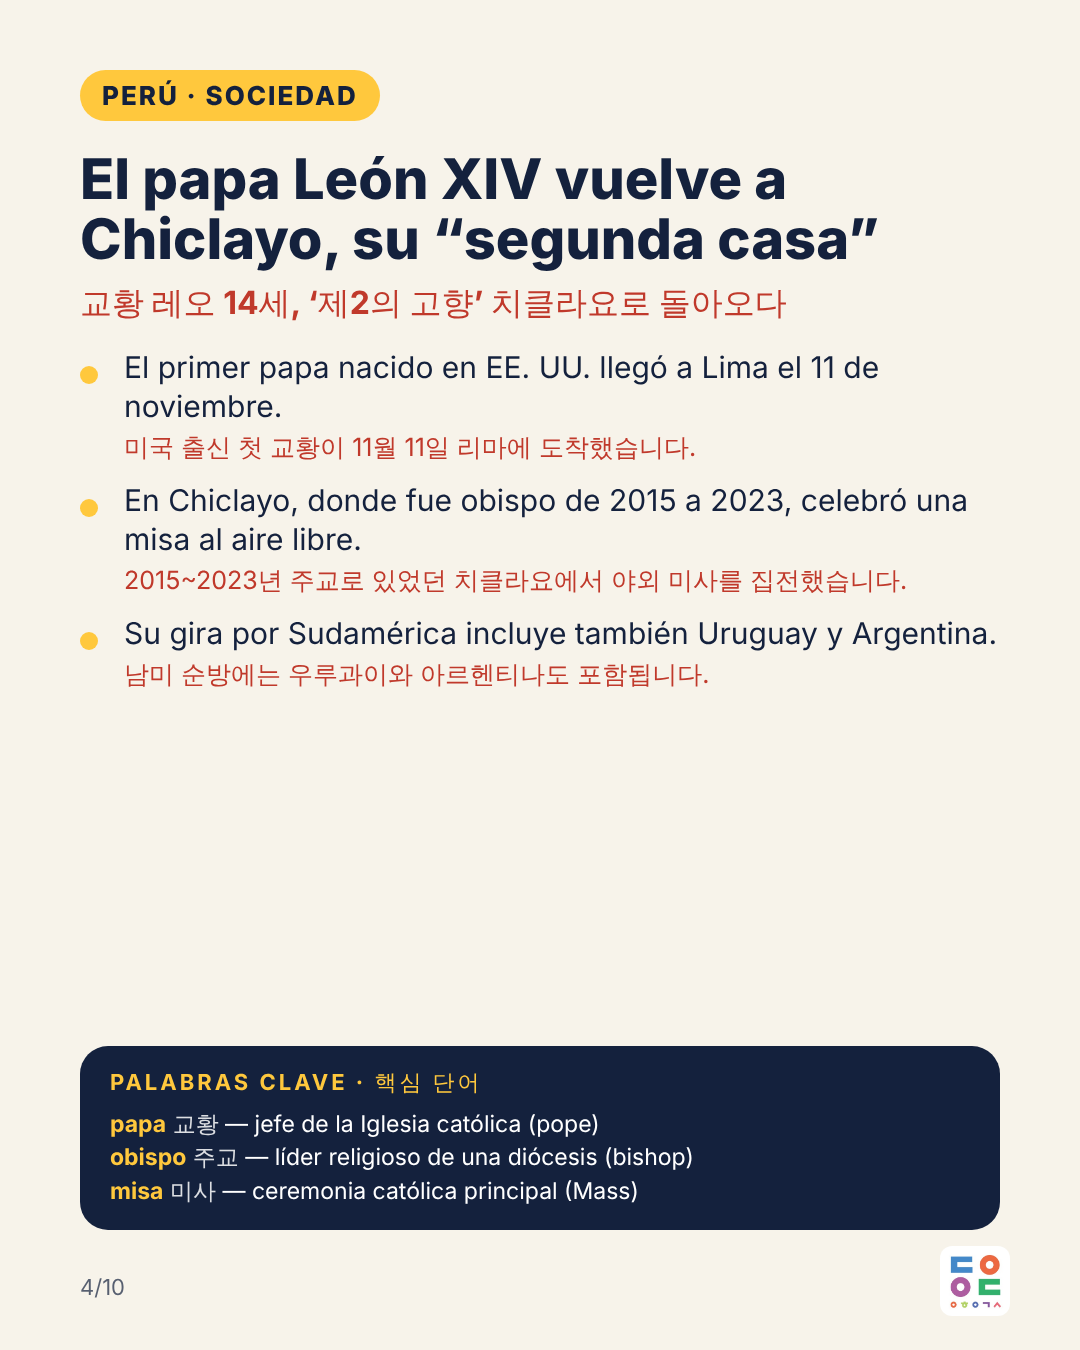 PERÚ · SOCIEDAD
El papa León XIV vuelve a
Chiclayo, su “segunda casa”
교황 레오 14세, ‘제2의 고향’ 치클라요로 돌아오다
El primer papa nacido en EE. UU. llegó a Lima el 11 de
noviembre.
미국 출신 첫 교황이 11월 11일 리마에 도착했습니다.
En Chiclayo, donde fue obispo de 2015 a 2023, celebró una
misa al aire libre.
2015~2023년 주교로 있었던 치클라요에서 야외 미사를 집전했습니다.
Su gira por Sudamérica incluye también Uruguay y Argentina.
남미 순방에는 우루과이와 아르헨티나도 포함됩니다.
PALABRAS CLAVE · 핵심 단어
papa 교황 — jefe de la Iglesia católica (pope)
obispo 주교 — líder religioso de una diócesis (bishop)
misa 미사 — ceremonia católica principal (Mass)
4/10